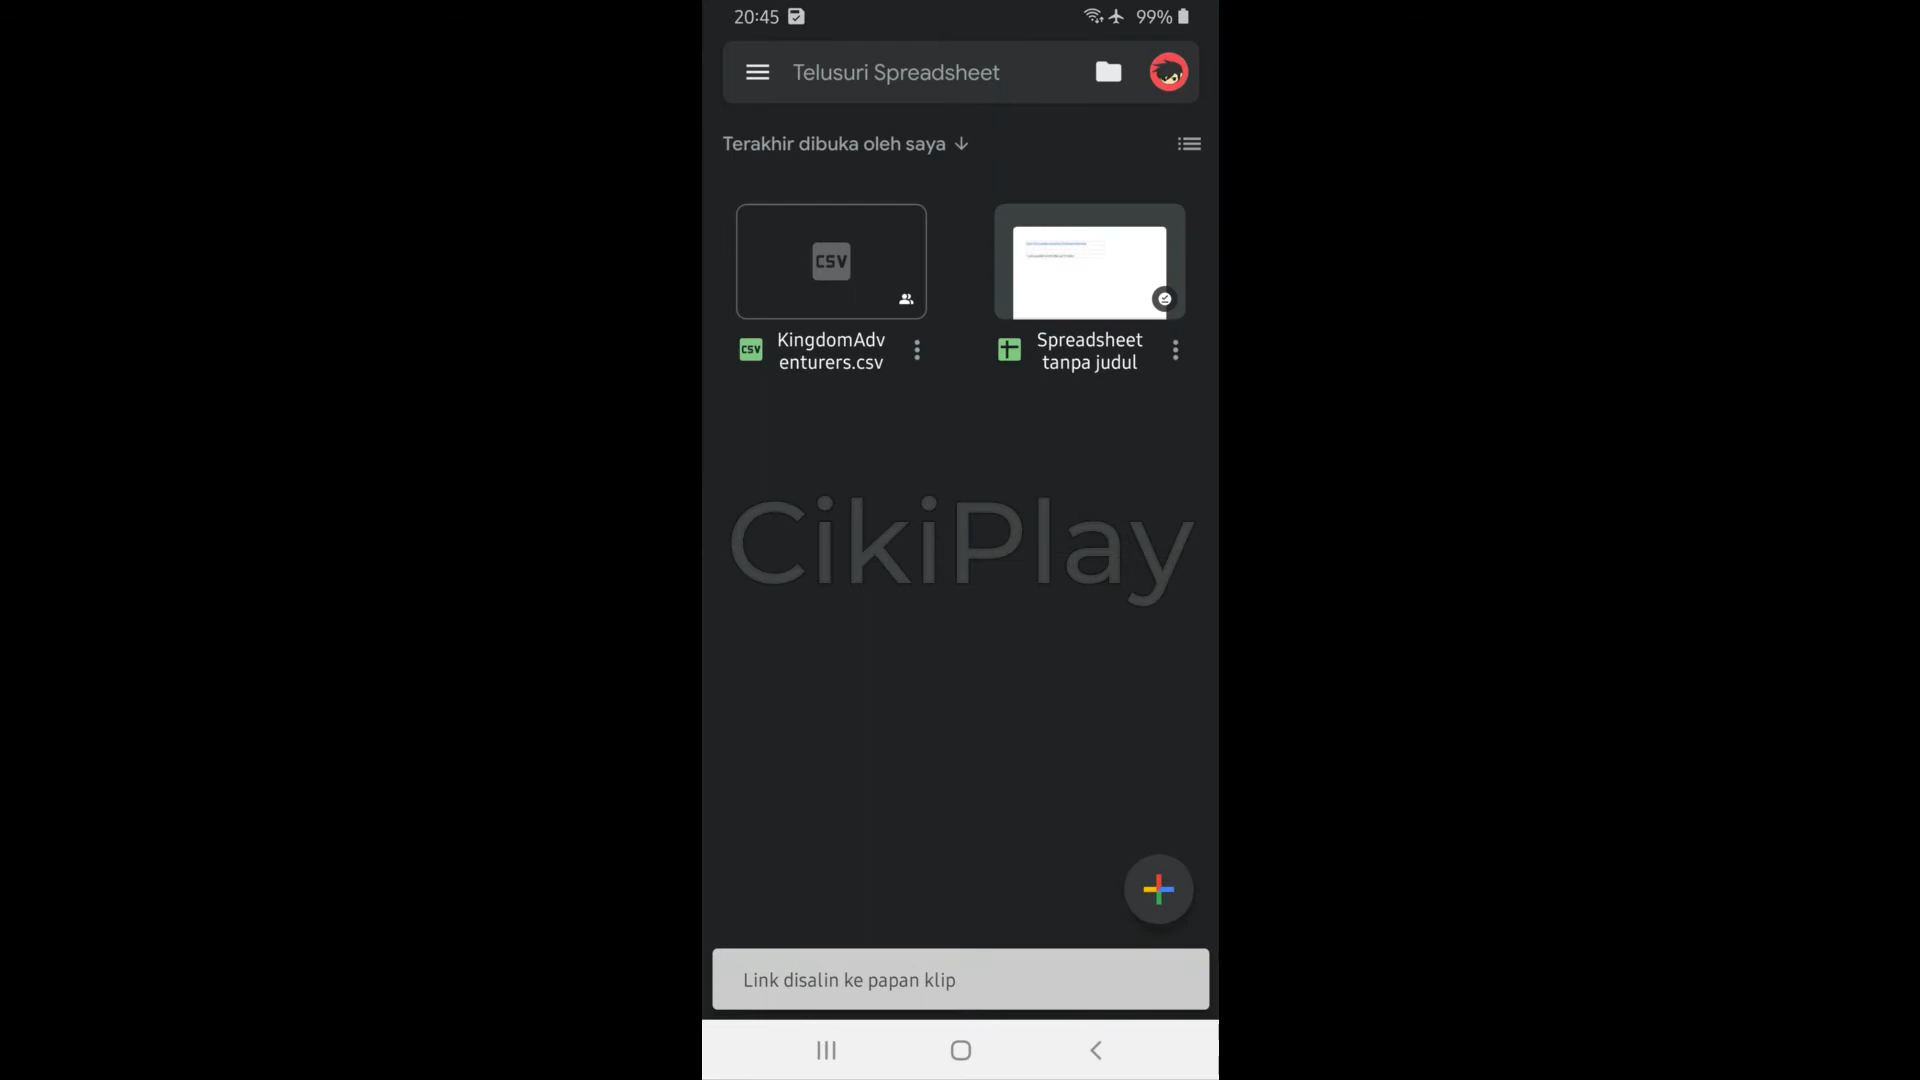 20:45
99%
Telusuri Spreadsheet
Terakhir dibuka oleh saya
CSV
CSV
KingdomAdv
enturers.csv
Spreadsheet
tanpa judul
CikiPlay
Link disalin ke papan klip